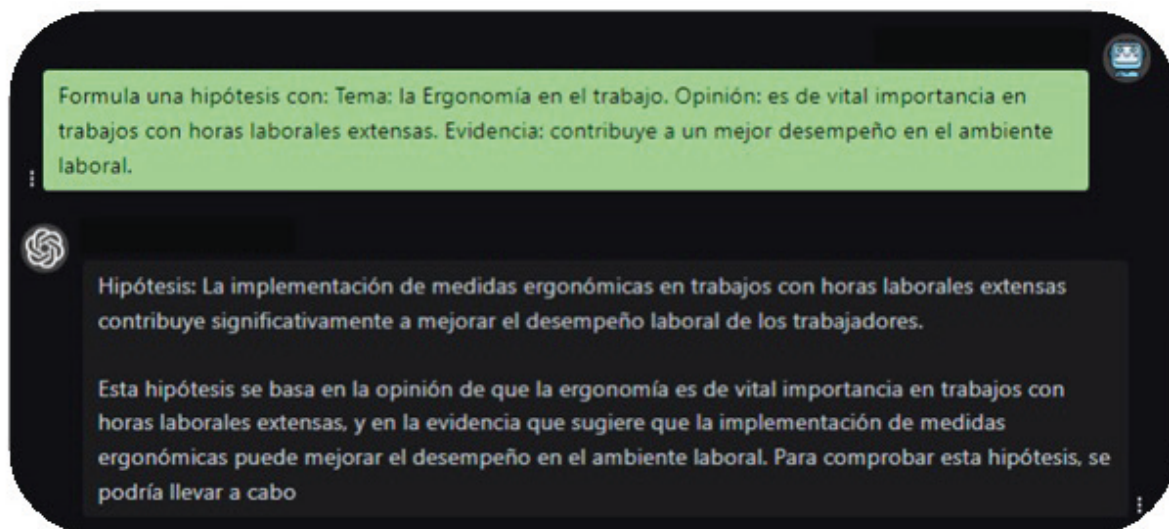 Formula una hipótesis con: Tema: la Ergonomía en el trabajo. Opinión: es de vital importancia en
trabajos con horas laborales extensas. Evidencia: contribuye a un mejor desempeño en el ambiente
laboral.
Hipótesis: La implementación de medidas ergonómicas en trabajos con horas laborales extensas
contribuye significativamente a mejorar el desempeño laboral de los trabajadores.
Esta hipótesis se basa en la opinión de que la ergonomía es de vital importancia en trabajos con
horas laborales extensas, y en la evidencia que sugiere que la implementación de medidas
ergonómicas puede mejorar el desempeño en el ambiente laboral. Para comprobar esta hipótesis, se
podría llevar a cabo